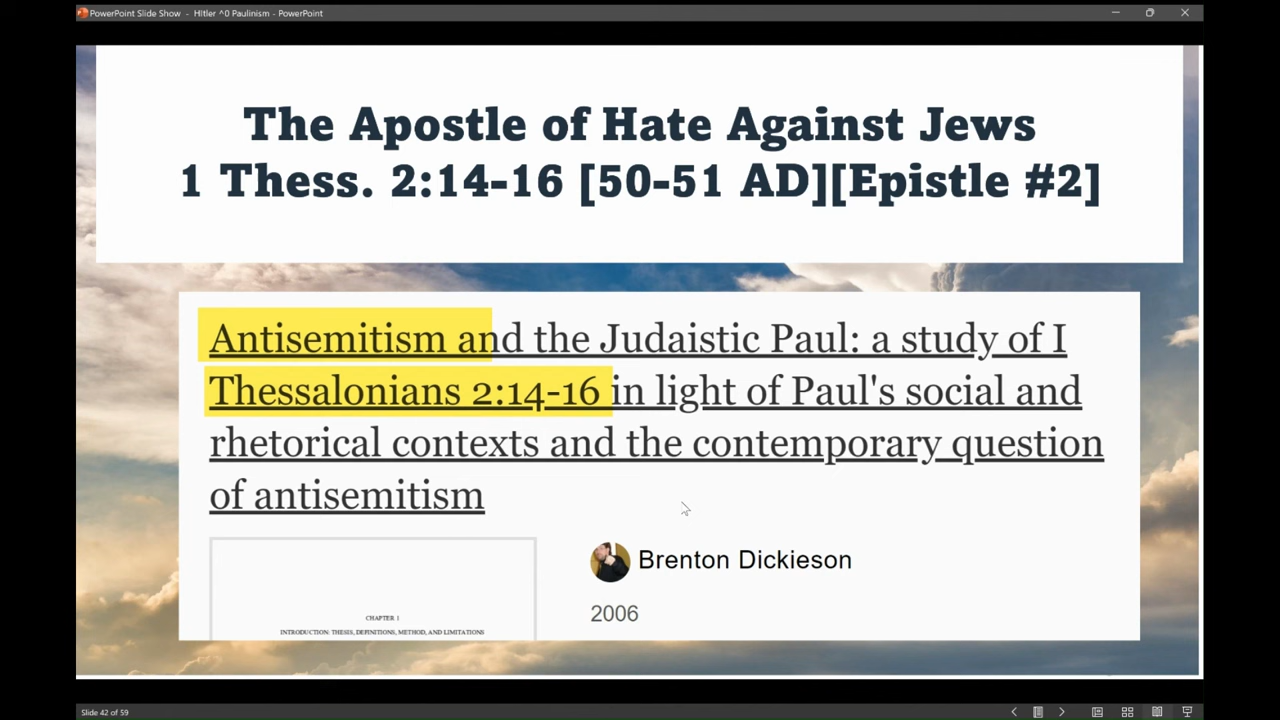 PowerPoint Slide Show - HItler ^0 Paulinism - PowerPoint
The Apostle of Hate Against Jews
1 Thess. 2:14-16 [50-51 AD][Epistle #2]
Antisemitism and the Judaistic Paul: a study of I
Thessalonians 2:14-16 in light of Paul's social and
rhetorical contexts and the contemporary question
of antisemitism
Brenton Dickieson
2006
CHAPTER 1
INTRODUCTION: THESIS, DEFINITIONS, METHOD, AND LIMITATIONS
Slide 42 of 59